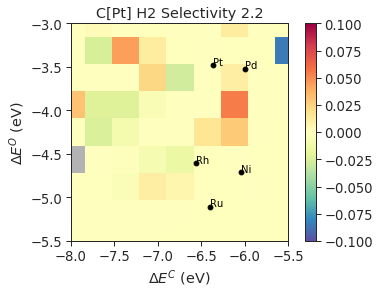 C[Pt] H2 Selectivity 2.2
−3.0
−3.5
−4.0
−4.5
−5.0
−5.5
ΔE^O (eV)
Pt
Pd
Rh
Ni
Ru
−8.0 −7.5 −7.0 −6.5 −6.0 −5.5
ΔE^C (eV)
0.100
0.075
0.050
0.025
0.000
−0.025
−0.050
−0.075
−0.100